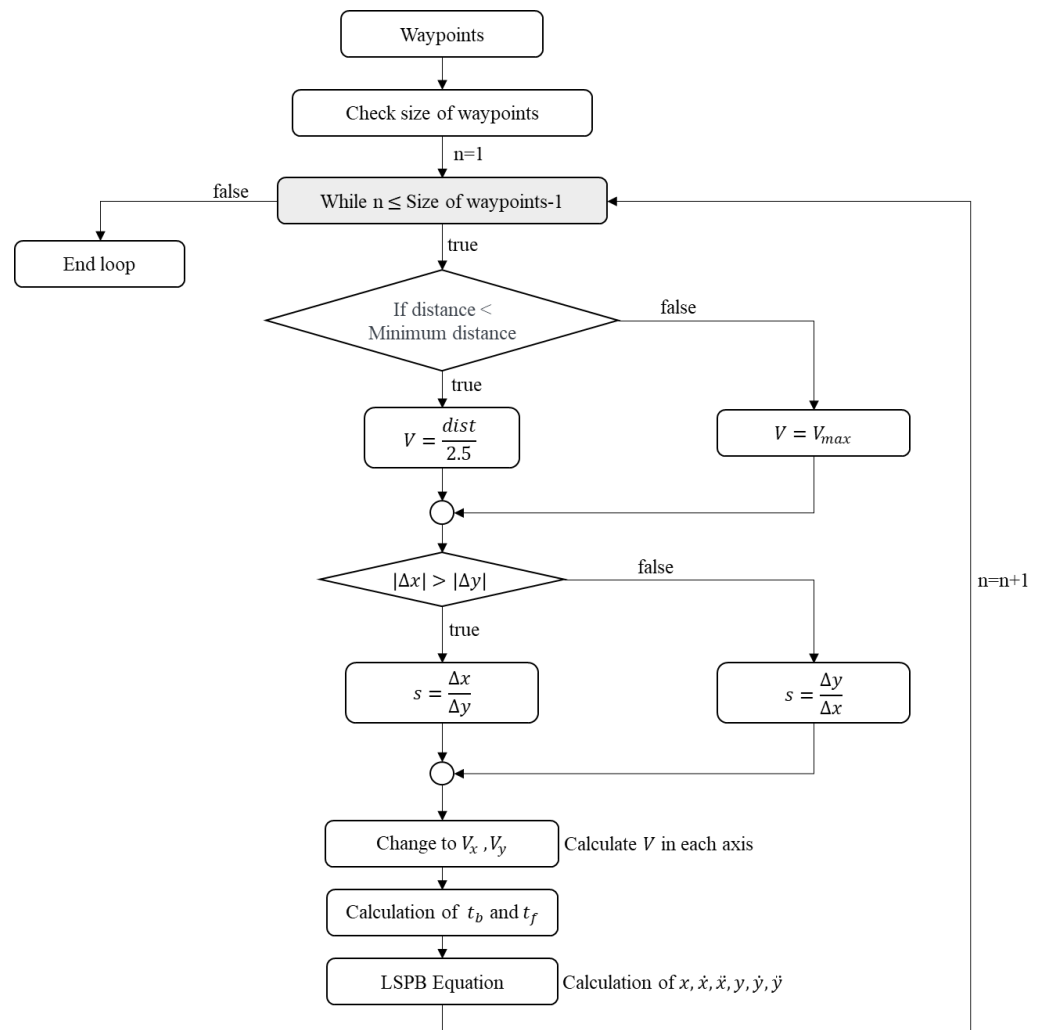 Waypoints
Check size of waypoints
n=1
false
While n ≤ Size of waypoints-1
true
End loop
If distance <
Minimum distance
false
true
V = dist/2.5
V = V_max
|Δx| > |Δy|
false
n=n+1
true
s = Δx/Δy
s = Δy/Δx
Change to V_x ,V_y
Calculate V in each axis
Calculation of t_b and t_f
LSPB Equation
Calculation of x, ẋ, ẍ, y, ẏ, ÿ